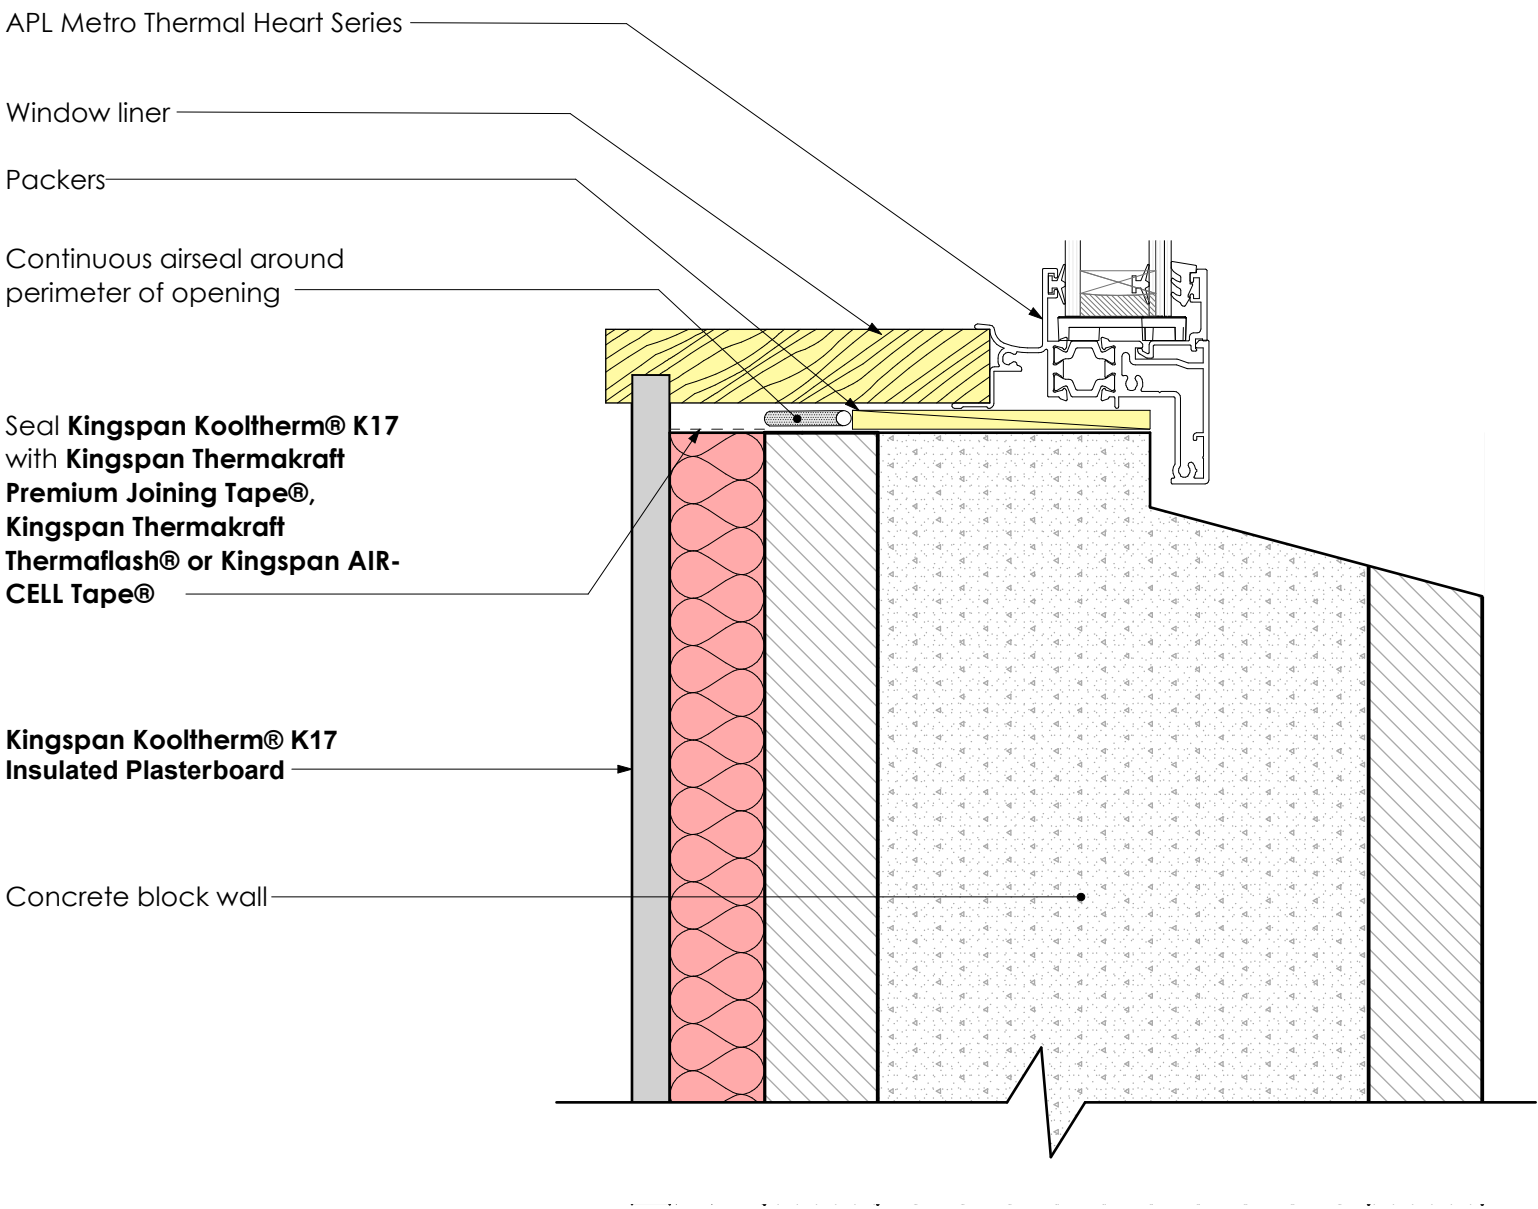 APL Metro Thermal Heart Series
Window liner
Packers
Continuous airseal around
perimeter of opening
Seal Kingspan Kooltherm® K17
with Kingspan Thermakraft
Premium Joining Tape®,
Kingspan Thermakraft
Thermaflash® or Kingspan AIR-
CELL Tape®
Kingspan Kooltherm® K17
Insulated Plasterboard
Concrete block wall